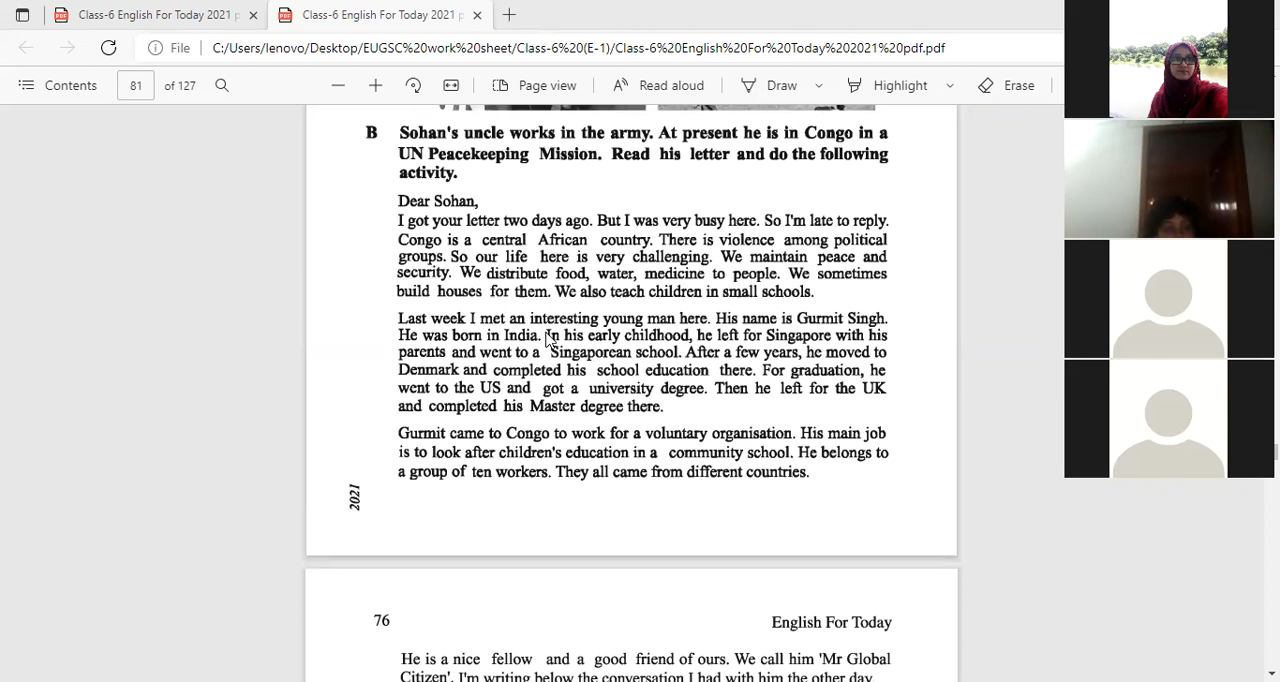 Class-6 English For Today 2021 p
Class-6 English For Today 2021 p
File
C:/Users/lenovo/Desktop/EUGSC%20work%20sheet/Class-6%20(E-1)/Class-6%20English%20For%20Today%202021%20pdf.pdf
Contents
81 of 127
Page view
Read aloud
Draw
Highlight
Erase
B Sohan's uncle works in the army. At present he is in Congo in a
UN Peacekeeping Mission. Read his letter and do the following
activity.
Dear Sohan,
I got your letter two days ago. But I was very busy here. So I'm late to reply.
Congo is a central African country. There is violence among political
groups. So our life here is very challenging. We maintain peace and
security. We distribute food, water, medicine to people. We sometimes
build houses for them. We also teach children in small schools.
Last week I met an interesting young man here. His name is Gurmit Singh.
He was born in India. In his early childhood, he left for Singapore with his
parents and went to a Singaporean school. After a few years, he moved to
Denmark and completed his school education there. For graduation, he
went to the US and got a university degree. Then he left for the UK
and completed his Master degree there.
Gurmit came to Congo to work for a voluntary organisation. His main job
is to look after children's education in a community school. He belongs to
a group of ten workers. They all came from different countries.
2021
76
English For Today
He is a nice fellow and a good friend of ours. We call him 'Mr Global
Citizen'. I'm writing below the conversation I had with him the other day.